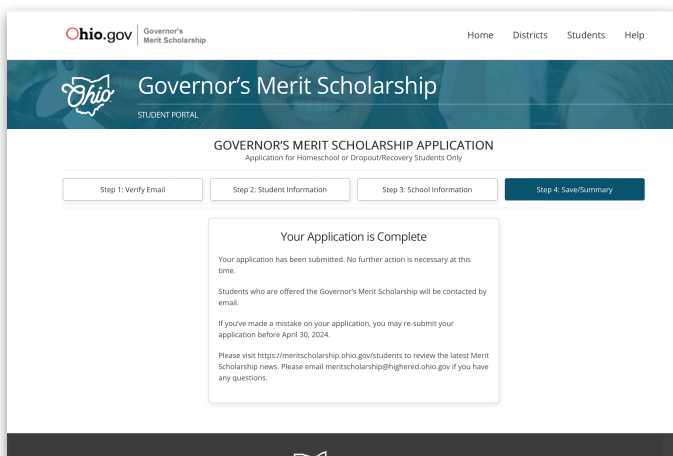 Ohio.gov
Governor's
Merit Scholarship
Home Districts Students Help
Ohio
Governor's Merit Scholarship
STUDENT PORTAL
GOVERNOR'S MERIT SCHOLARSHIP APPLICATION
Application for Homeschool or Dropout/Recovery Students Only
Step 1: Verify Email
Step 2: Student Information
Step 3: School Information
Step 4: Save/Summary
Your Application is Complete
Your application has been submitted. No further action is necessary at this
time.
Students who are offered the Governor's Merit Scholarship will be contacted by
email.
If you've made a mistake on your application, you may re-submit your
application before April 30, 2024.
Please visit https://meritscholarship.ohio.gov/students to review the latest Merit
Scholarship news. Please email meritscholarship@highered.ohio.gov if you have
any questions.